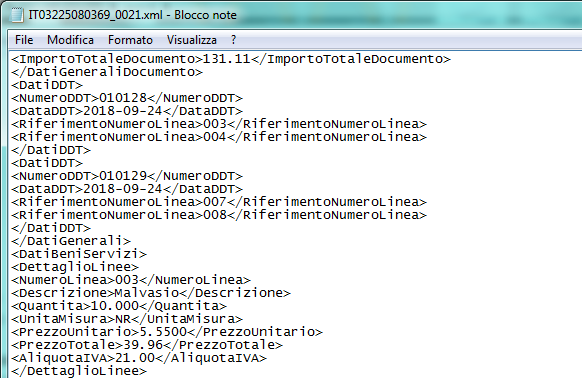 IT03225080369_0021.xml - Blocco note
File Modifica Formato Visualizza ?
<ImportoTotaleDocumento>131.11</ImportoTotaleDocumento>
</DatiGeneraliDocumento>
<DatiDDT>
<NumeroDDT>010128</NumeroDDT>
<DataDDT>2018-09-24</DataDDT>
<RiferimentoNumeroLinea>003</RiferimentoNumeroLinea>
<RiferimentoNumeroLinea>004</RiferimentoNumeroLinea>
</DatiDDT>
<DatiDDT>
<NumeroDDT>010129</NumeroDDT>
<DataDDT>2018-09-24</DataDDT>
<RiferimentoNumeroLinea>007</RiferimentoNumeroLinea>
<RiferimentoNumeroLinea>008</RiferimentoNumeroLinea>
</DatiDDT>
</DatiGenerali>
<DatiBeniServizi>
<DettaglioLinee>
<NumeroLinea>003</NumeroLinea>
<Descrizione>Malvasio</Descrizione>
<Quantita>10.000</Quantita>
<UnitaMisura>NR</UnitaMisura>
<PrezzoUnitario>5.5500</PrezzoUnitario>
<PrezzoTotale>39.96</PrezzoTotale>
<AliquotaIVA>21.00</AliquotaIVA>
</DettaglioLinee>